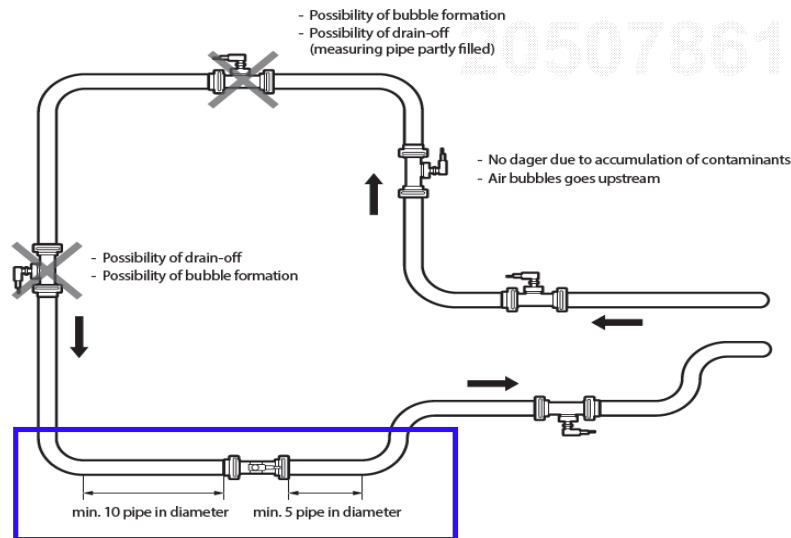 - Possibility of bubble formation
- Possibility of drain-off
(measuring pipe partly filled)
20507861
- No dager due to accumulation of contaminants
- Air bubbles goes upstream
- Possibility of drain-off
- Possibility of bubble formation
min. 10 pipe in diameter
min. 5 pipe in diameter